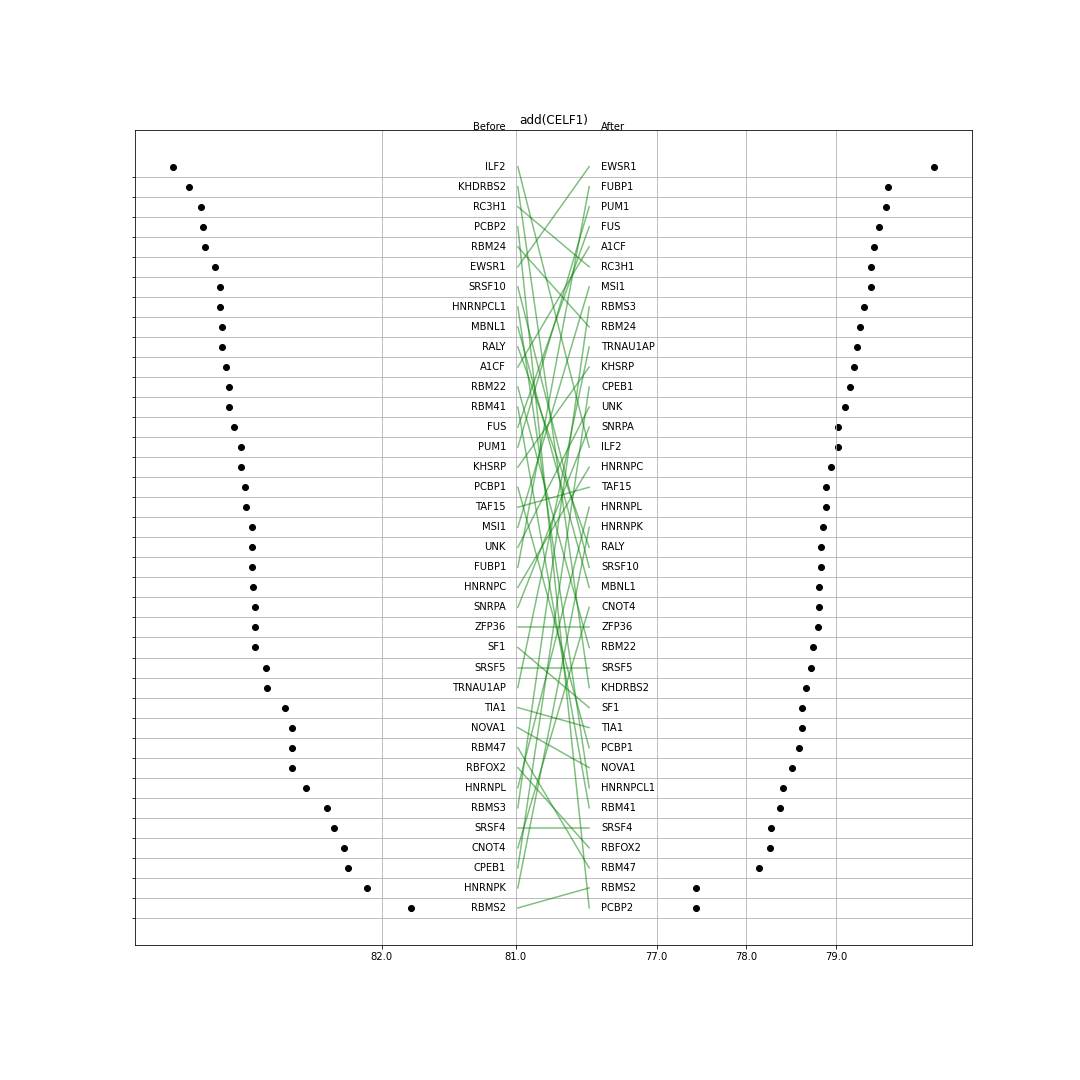 add(CELF1)
Before After
ILF2 EWSR1
KHDRBS2 FUBP1
RC3H1 PUM1
PCBP2 FUS
RBM24 A1CF
EWSR1 RC3H1
SRSF10 MSI1
HNRNPCL1 RBMS3
MBNL1 RBM24
RALY TRNAU1AP
A1CF KHSRP
RBM22 CPEB1
RBM41 UNK
FUS SNRPA
PUM1 ILF2
KHSRP HNRNPC
PCBP1 TAF15
TAF15 HNRNPL
MSI1 HNRNPK
UNK RALY
FUBP1 SRSF10
HNRNPC MBNL1
SNRPA CNOT4
ZFP36 ZFP36
SF1 RBM22
SRSF5 SRSF5
TRNAU1AP KHDRBS2
TIA1 SF1
NOVA1 TIA1
RBM47 PCBP1
RBFOX2 NOVA1
HNRNPL HNRNPCL1
RBMS3 RBM41
SRSF4 SRSF4
CNOT4 RBFOX2
CPEB1 RBM47
HNRNPK RBMS2
RBMS2 PCBP2
82.0 81.0 77.0 78.0 79.0